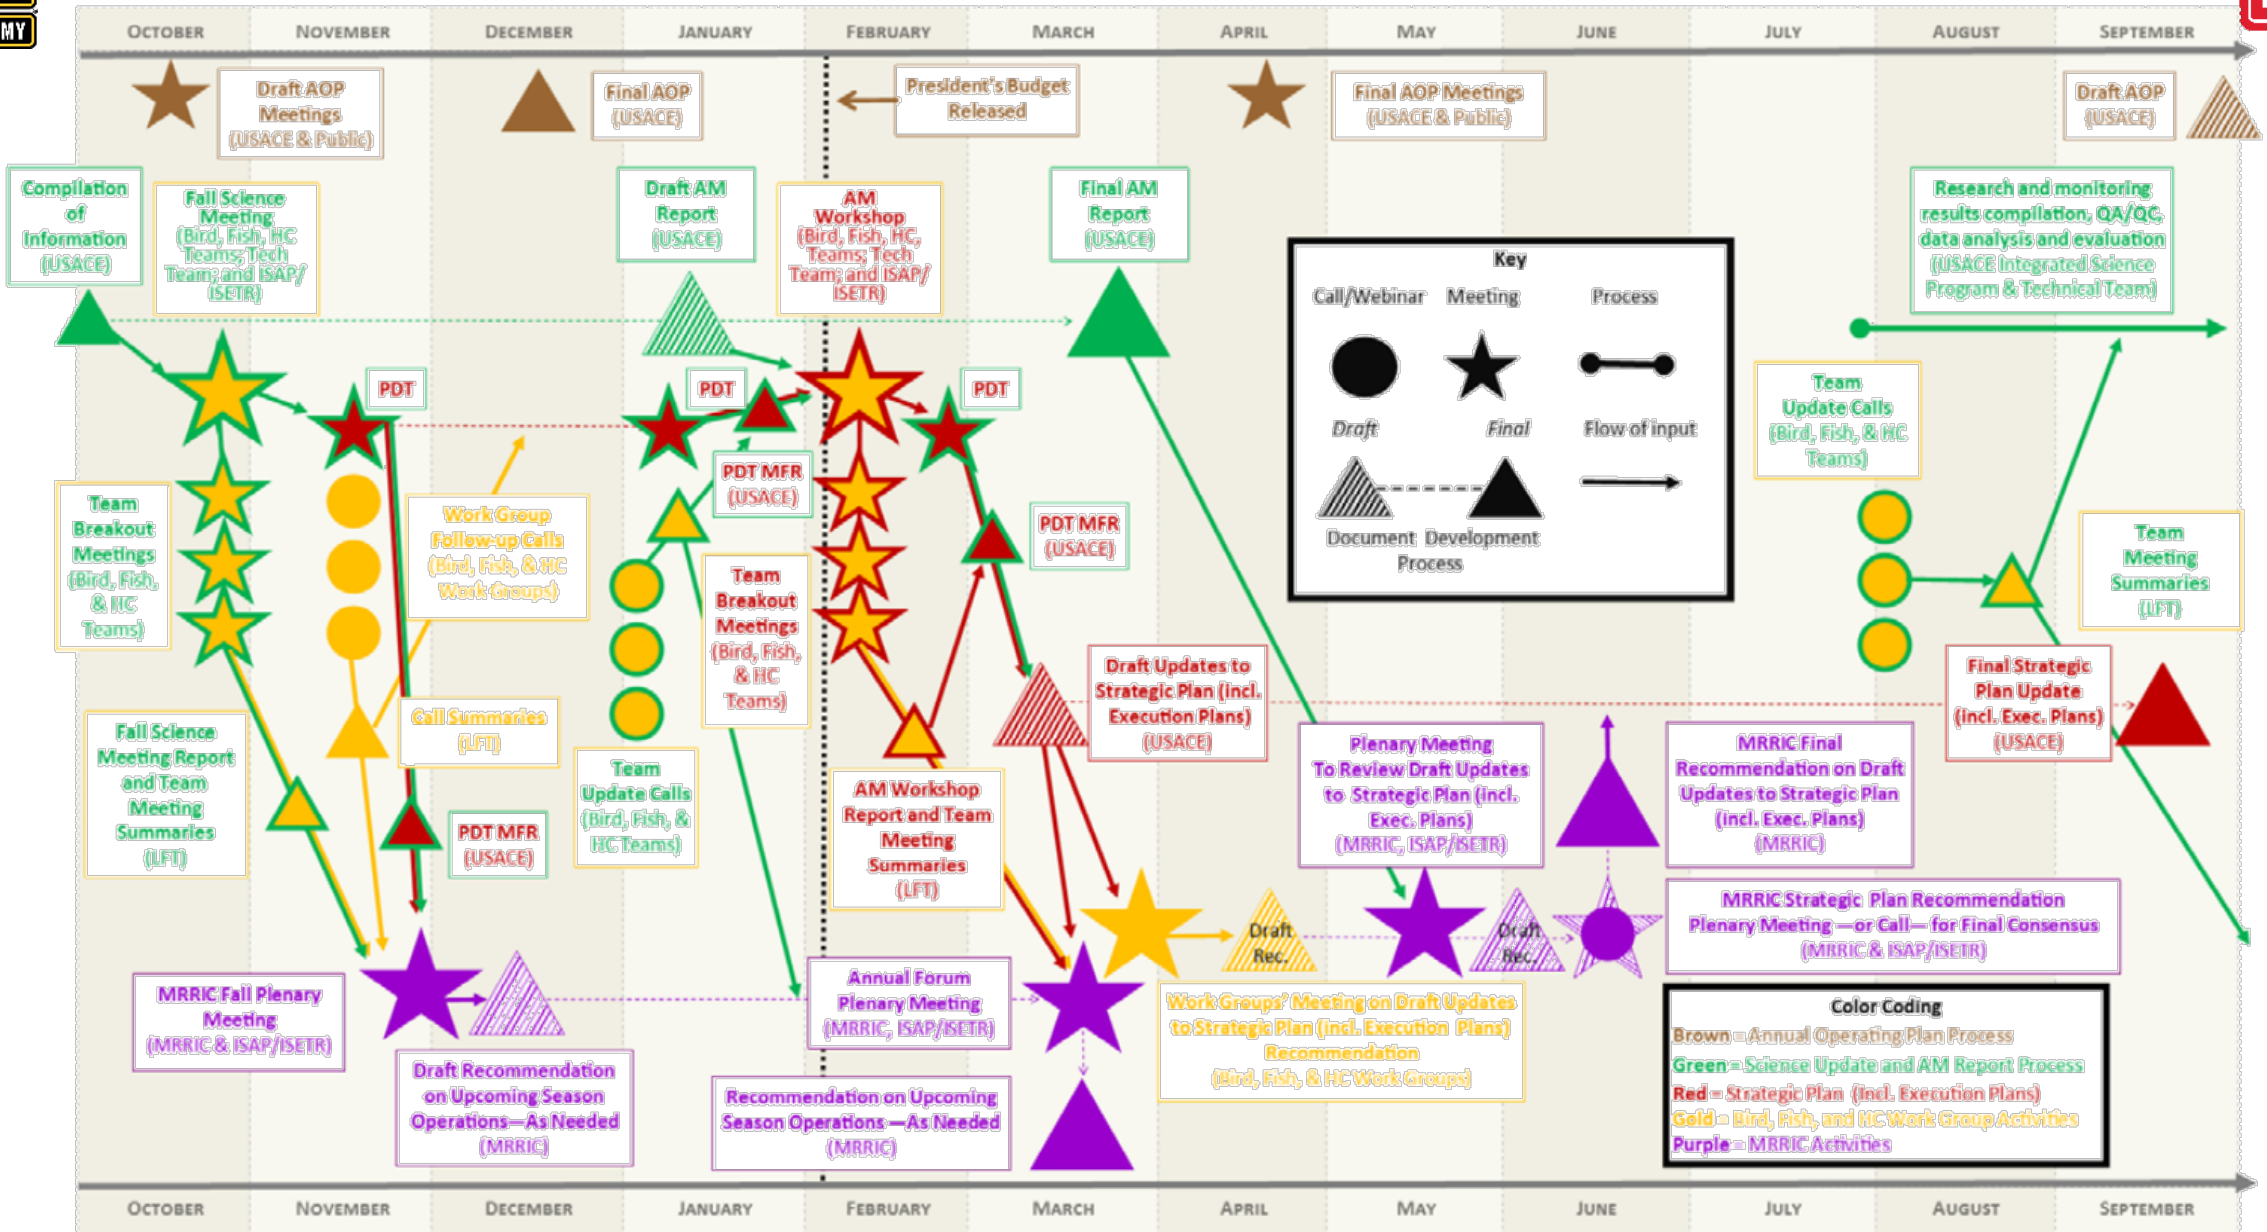 MY
OCTOBER
NOVEMBER
DECEMBER
JANUARY
FEBRUARY
MARCH
APRIL
MAY
JUNE
JULY
AUGUST
SEPTEMBER
Draft AOP
Meetings
(USACE & Public)
Final AOP
(USACE)
President's Budget
Released
Final AOP Meetings
(USACE & Public)
Draft AOP
(USACE)
Compilation
of
Information
(USACE)
Fall Science
Meeting
(Bird, Fish, HC
Teams; Tech
Team; and ISAP/
ISETR)
Draft AM
Report
(USACE)
AM
Workshop
(Bird, Fish, HC,
Teams; Tech
Team; and ISAP/
ISETR)
Final AM
Report
(USACE)
Key
Call/Webinar
Meeting
Process
Draft
Final
Flow of input
Document Development
Process
Research and monitoring
results compilation, QA/QC,
data analysis and evaluation
(USACE Integrated Science
Program & Technical Team)
PDT
PDT
PDT
Team
Update Calls
(Bird, Fish, & HC
Teams)
PDT MFR
(USACE)
Team
Breakout
Meetings
(Bird, Fish,
& HC
Teams)
Work Group
Follow-up Calls
(Bird, Fish, & HC
Work Groups)
PDT MFR
(USACE)
Team
Meeting
Summaries
(LFT)
Team
Breakout
Meetings
(Bird, Fish,
& HC
Teams)
Draft Updates to
Strategic Plan (incl.
Execution Plans)
(USACE)
Final Strategic
Plan Update
(incl. Exec. Plans)
(USACE)
Fall Science
Meeting Report
and Team
Meeting
Summaries
(LFT)
Call Summaries
(LFT)
Team
Update Calls
(Bird, Fish, &
HC Teams)
PDT MFR
(USACE)
AM Workshop
Report and Team
Meeting
Summaries
(LFT)
Plenary Meeting
To Review Draft Updates
to Strategic Plan (incl.
Exec. Plans)
(MRRIC, ISAP/ISETR)
MRRIC Final
Recommendation on Draft
Updates to Strategic Plan
(incl. Exec. Plans)
(MRRIC)
MRRIC Strategic Plan Recommendation
Plenary Meeting —or Call— for Final Consensus
(MRRIC & ISAP/ISETR)
Draft
Rec.
Draft
Rec.
MRRIC Fall Plenary
Meeting
(MRRIC & ISAP/ISETR)
Annual Forum
Plenary Meeting
(MRRIC, ISAP/ISETR)
Work Groups' Meeting on Draft Updates
to Strategic Plan (incl. Execution Plans)
Recommendation
(Bird, Fish, & HC Work Groups)
Draft Recommendation
on Upcoming Season
Operations—As Needed
(MRRIC)
Recommendation on Upcoming
Season Operations —As Needed
(MRRIC)
Color Coding
Brown = Annual Operating Plan Process
Green = Science Update and AM Report Process
Red = Strategic Plan (Incl. Execution Plans)
Gold = Bird, Fish, and HC Work Group Activities
Purple = MRRIC Activities
OCTOBER
NOVEMBER
DECEMBER
JANUARY
FEBRUARY
MARCH
APRIL
MAY
JUNE
JULY
AUGUST
SEPTEMBER